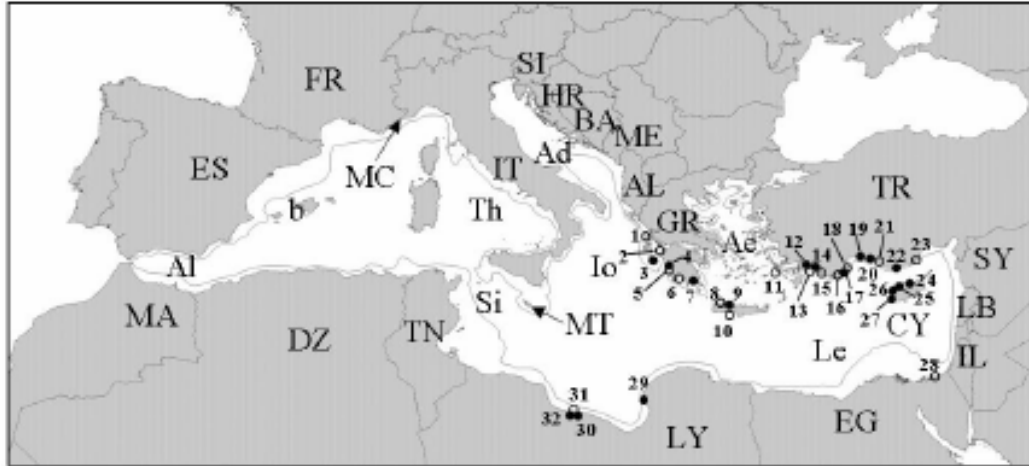 SI
FR
HR
BA
ME
MC
Ad
IT
ES
AL
TR
b
Th
GR
1
2
3
4
5
6
7
8
9
10
Io
Ae
11
12
13
14
15
16
17
18
19
20
21
22
23
24
25
26
27
Al
SY
Si
MT
CY
LB
MA
DZ
TN
Le
IL
28
29
31
32
30
LY
EG